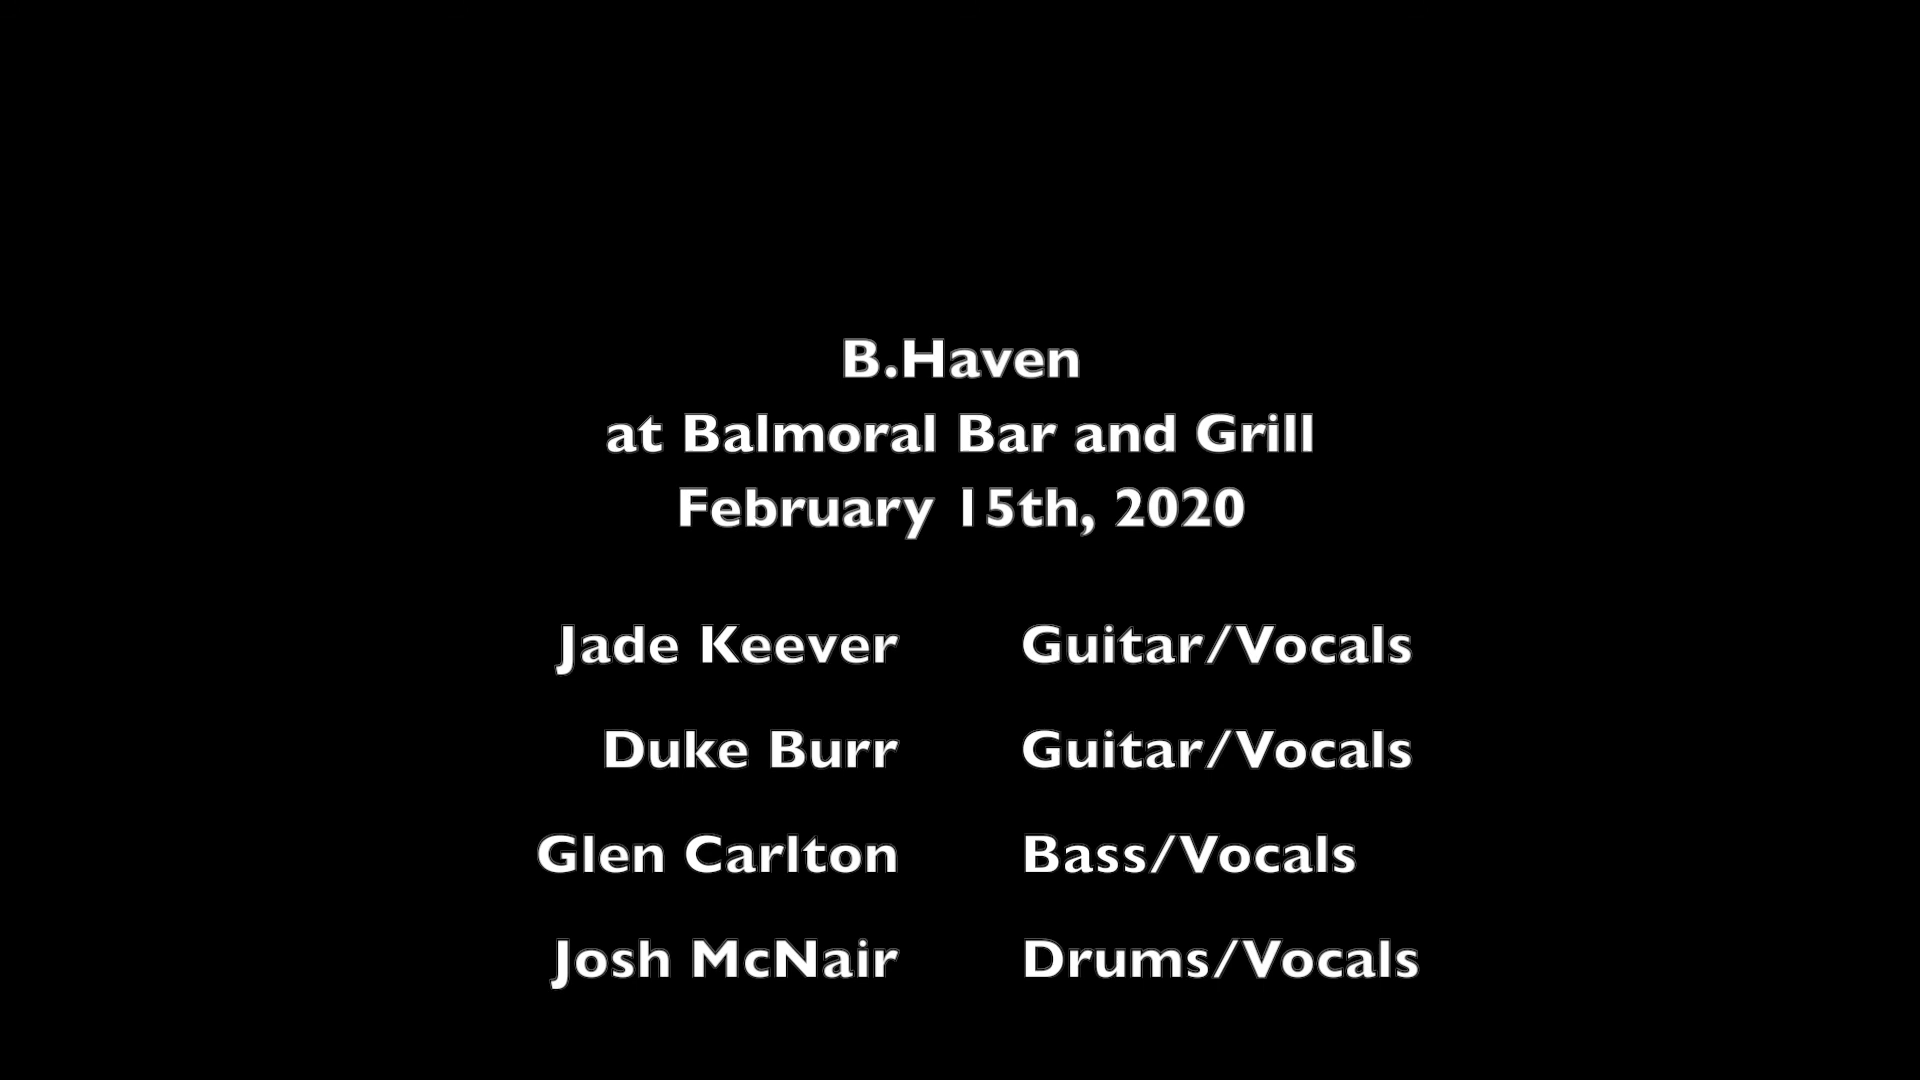 B.Haven
at Balmoral Bar and Grill
February 15th, 2020
Jade Keever Guitar/Vocals
Duke Burr Guitar/Vocals
Glen Carlton Bass/Vocals
Josh McNair Drums/Vocals